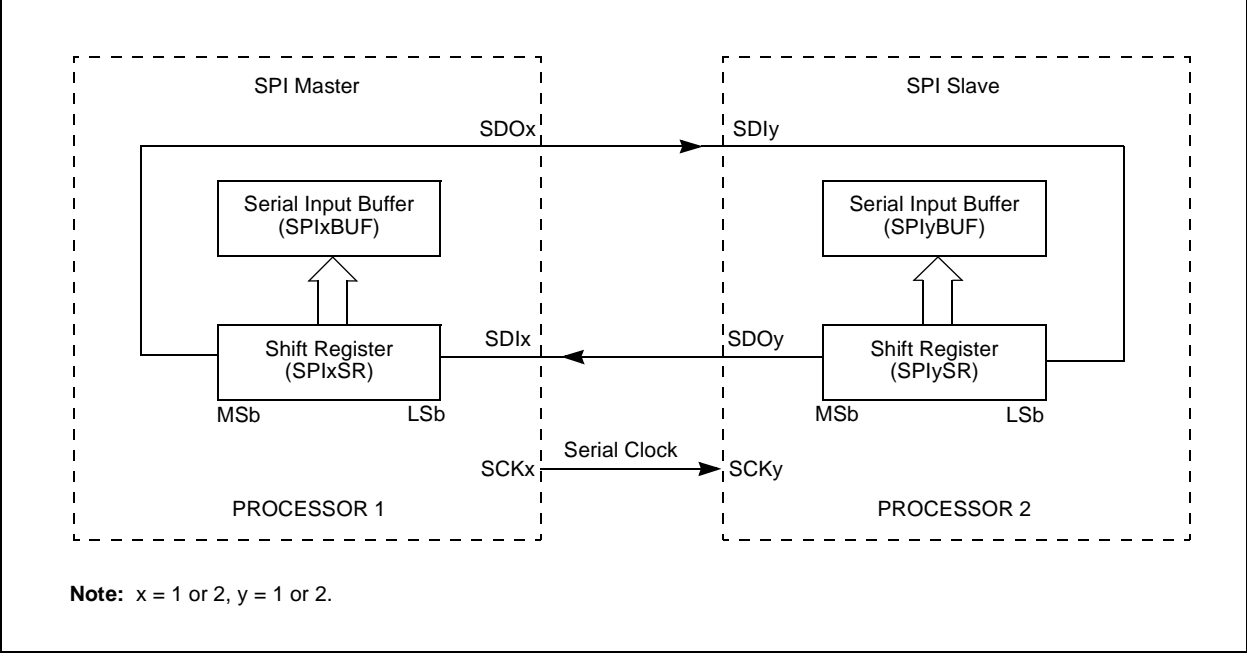 SPI Master
SPI Slave
SDOx
SDIy
Serial Input Buffer
(SPIxBUF)
Serial Input Buffer
(SPIyBUF)
SDIx
SDOy
Shift Register
(SPIxSR)
Shift Register
(SPIySR)
MSb
LSb
MSb
LSb
Serial Clock
SCKx
SCKy
PROCESSOR 1
PROCESSOR 2
Note: x = 1 or 2, y = 1 or 2.